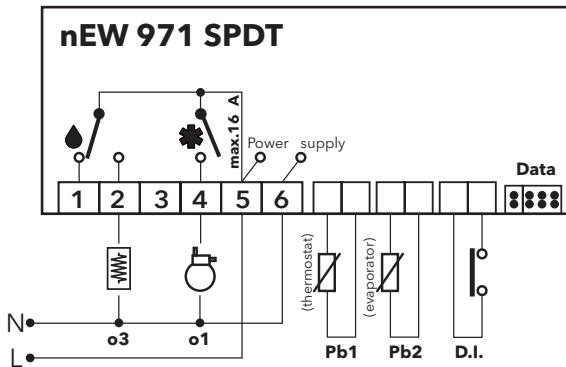 nEW 971 SPDT
max.16 A
Power supply
Data
1 2 3 4 5 6
(thermostat)
(evaporator)
N
o3 o1
L
Pb1 Pb2 D.I.